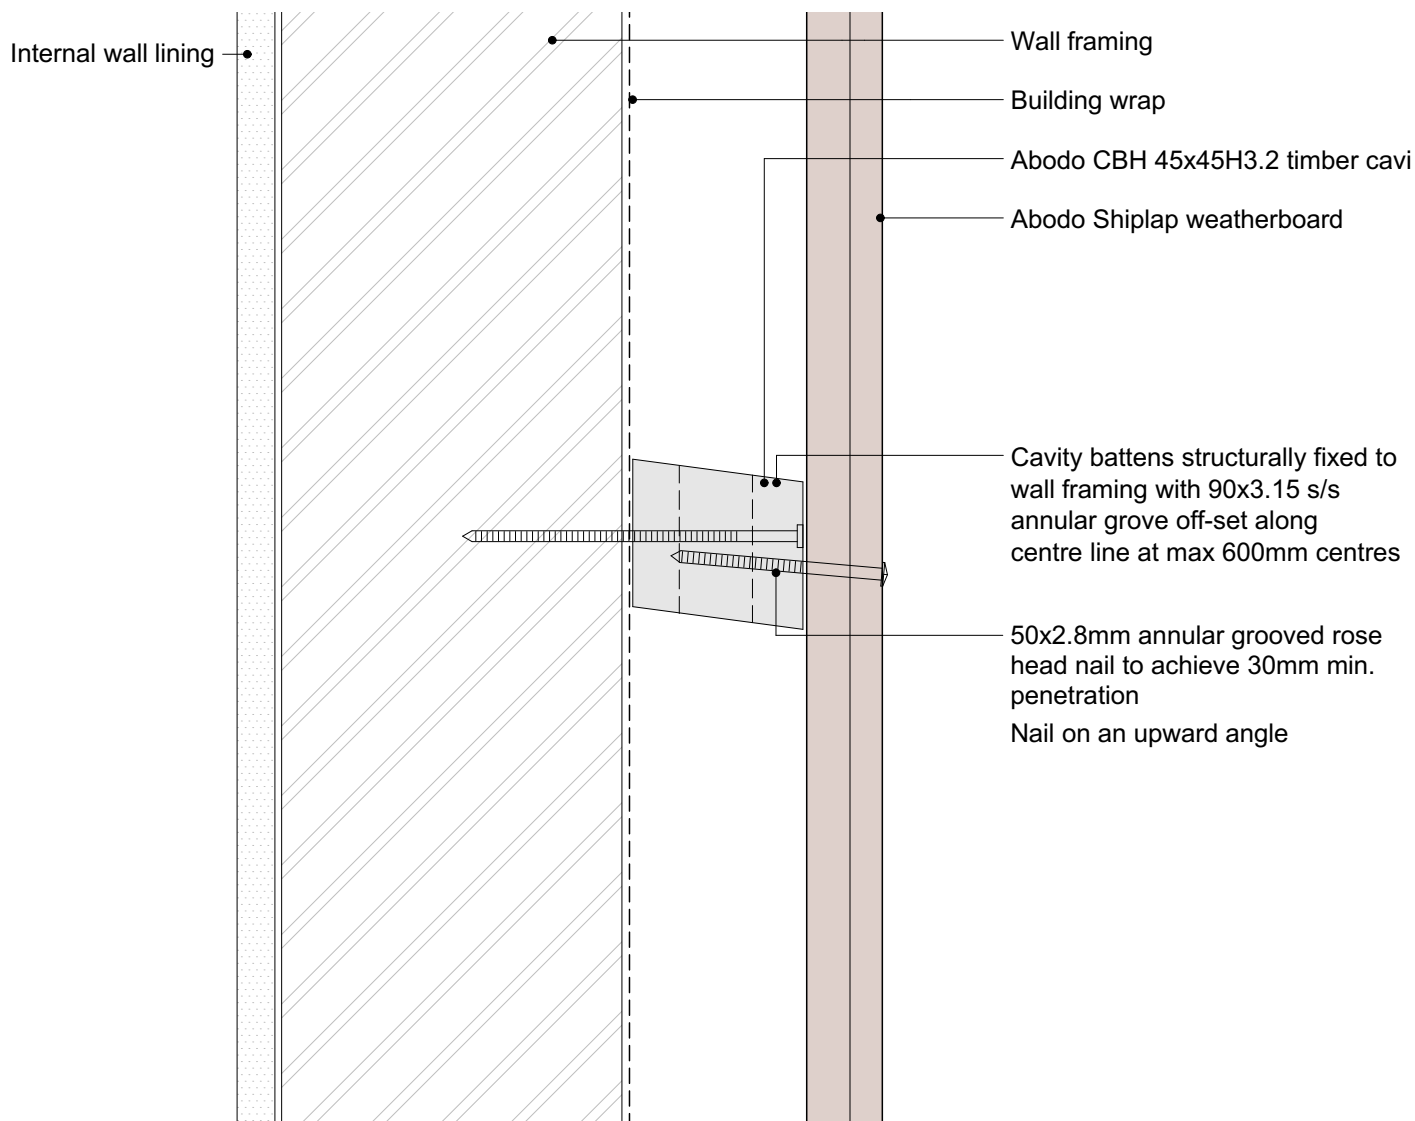 Internal wall lining
Wall framing
Building wrap
Abodo CBH 45x45H3.2 timber cavi
Abodo Shiplap weatherboard
Cavity battens structurally fixed to
wall framing with 90x3.15 s/s
annular grove off-set along
centre line at max 600mm centres
50x2.8mm annular grooved rose
head nail to achieve 30mm min.
penetration
Nail on an upward angle